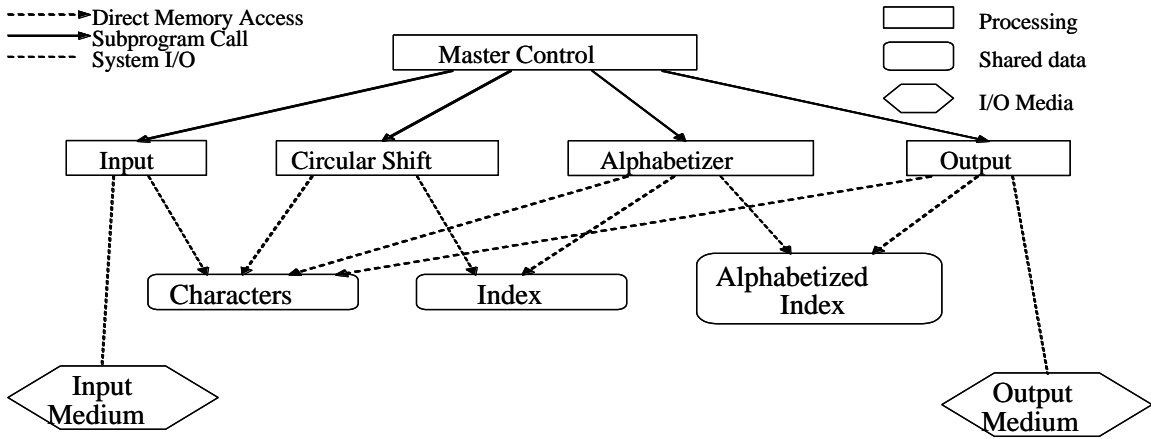 Direct Memory Access
Subprogram Call
System I/O
Processing
Shared data
I/O Media
Master Control
Input
Circular Shift
Alphabetizer
Output
Characters
Index
Alphabetized
Index
Input
Medium
Output
Medium